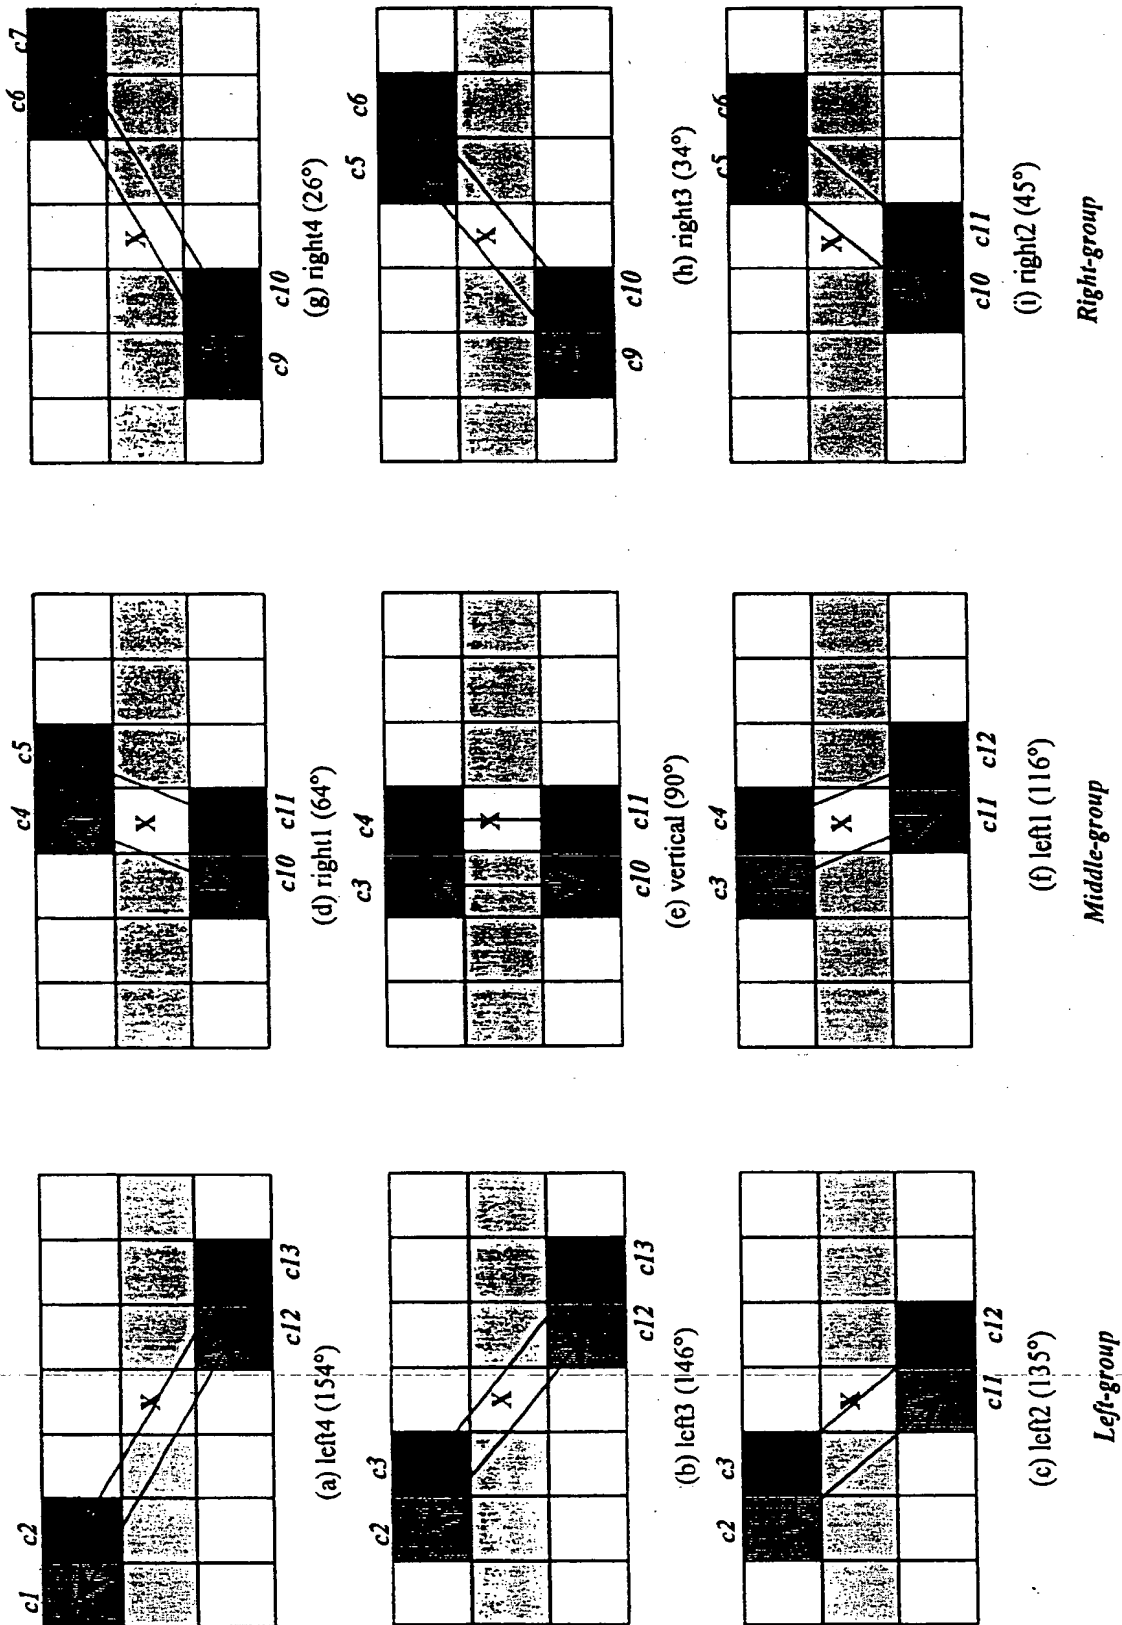 c1 c2
X
c12 c13
(a) left4 (154°)
c2 c3
X
c12 c13
(b) left3 (146°)
c2 c3
X
c11 c12
(c) left2 (135°)
Left-group
c4 c5
X
c10 c11
(d) right1 (64°)
c3 c4
X
c10 c11
(e) vertical (90°)
c3 c4
X
c11 c12
(f) left1 (116°)
Middle-group
c6 c7
X
c9 c10
(g) right4 (26°)
c5 c6
X
c9 c10
(h) right3 (34°)
c5 c6
X
c10 c11
(i) right2 (45°)
Right-group